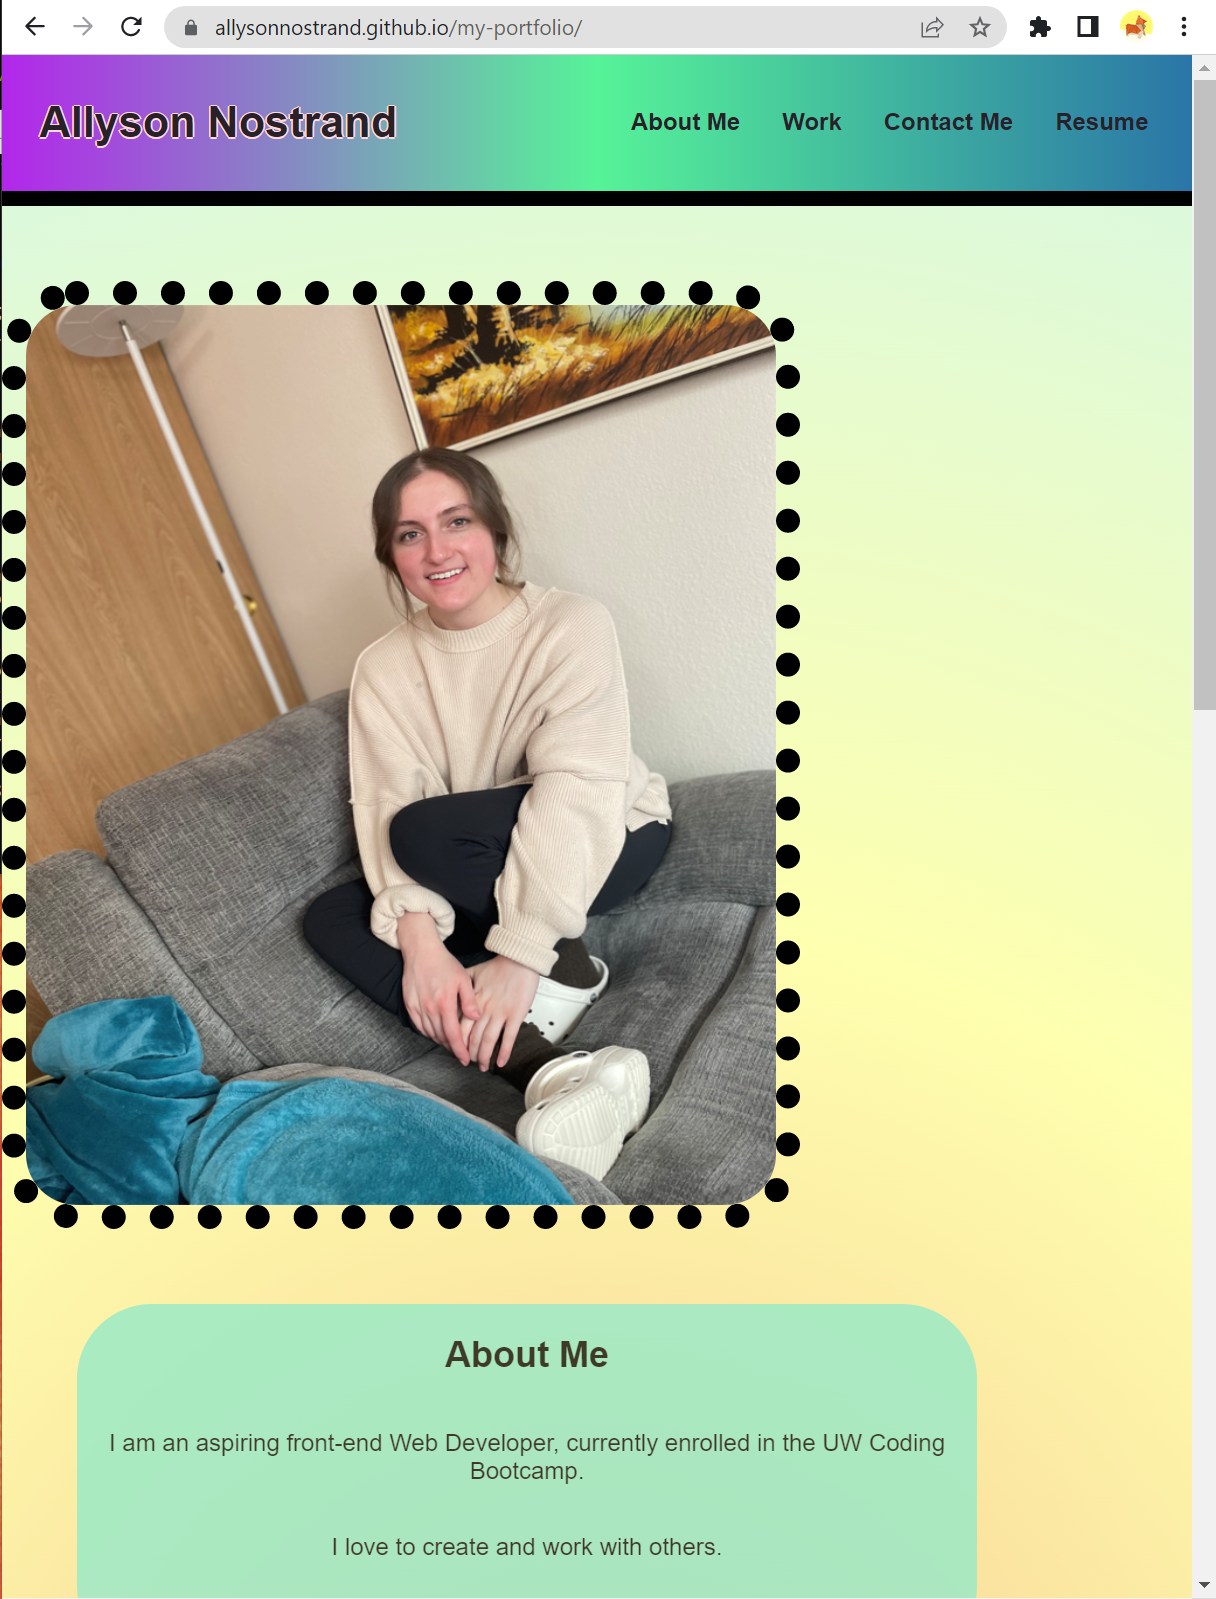 allysonnostrand.github.io/my-portfolio/
Allyson Nostrand
About Me Work Contact Me Resume
About Me
I am an aspiring front-end Web Developer, currently enrolled in the UW Coding
Bootcamp.
I love to create and work with others.